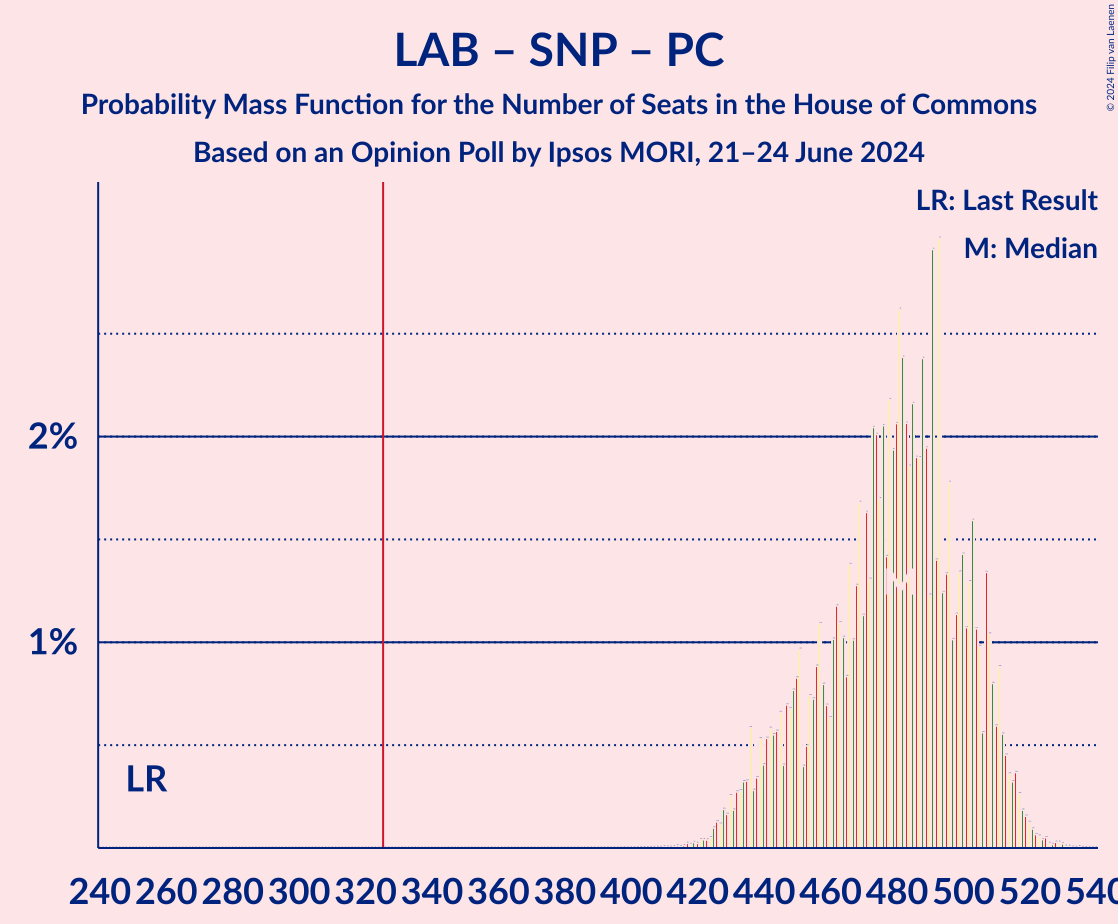 LAB – SNP – PC
Probability Mass Function for the Number of Seats in the House of Commons
Based on an Opinion Poll by Ipsos MORI, 21–24 June 2024
© 2024 Filip van Laenen
LR: Last Result
M: Median
2%
1%
LR
240 260 280 300 320 340 360 380 400 420 440 460 480 500 520 540